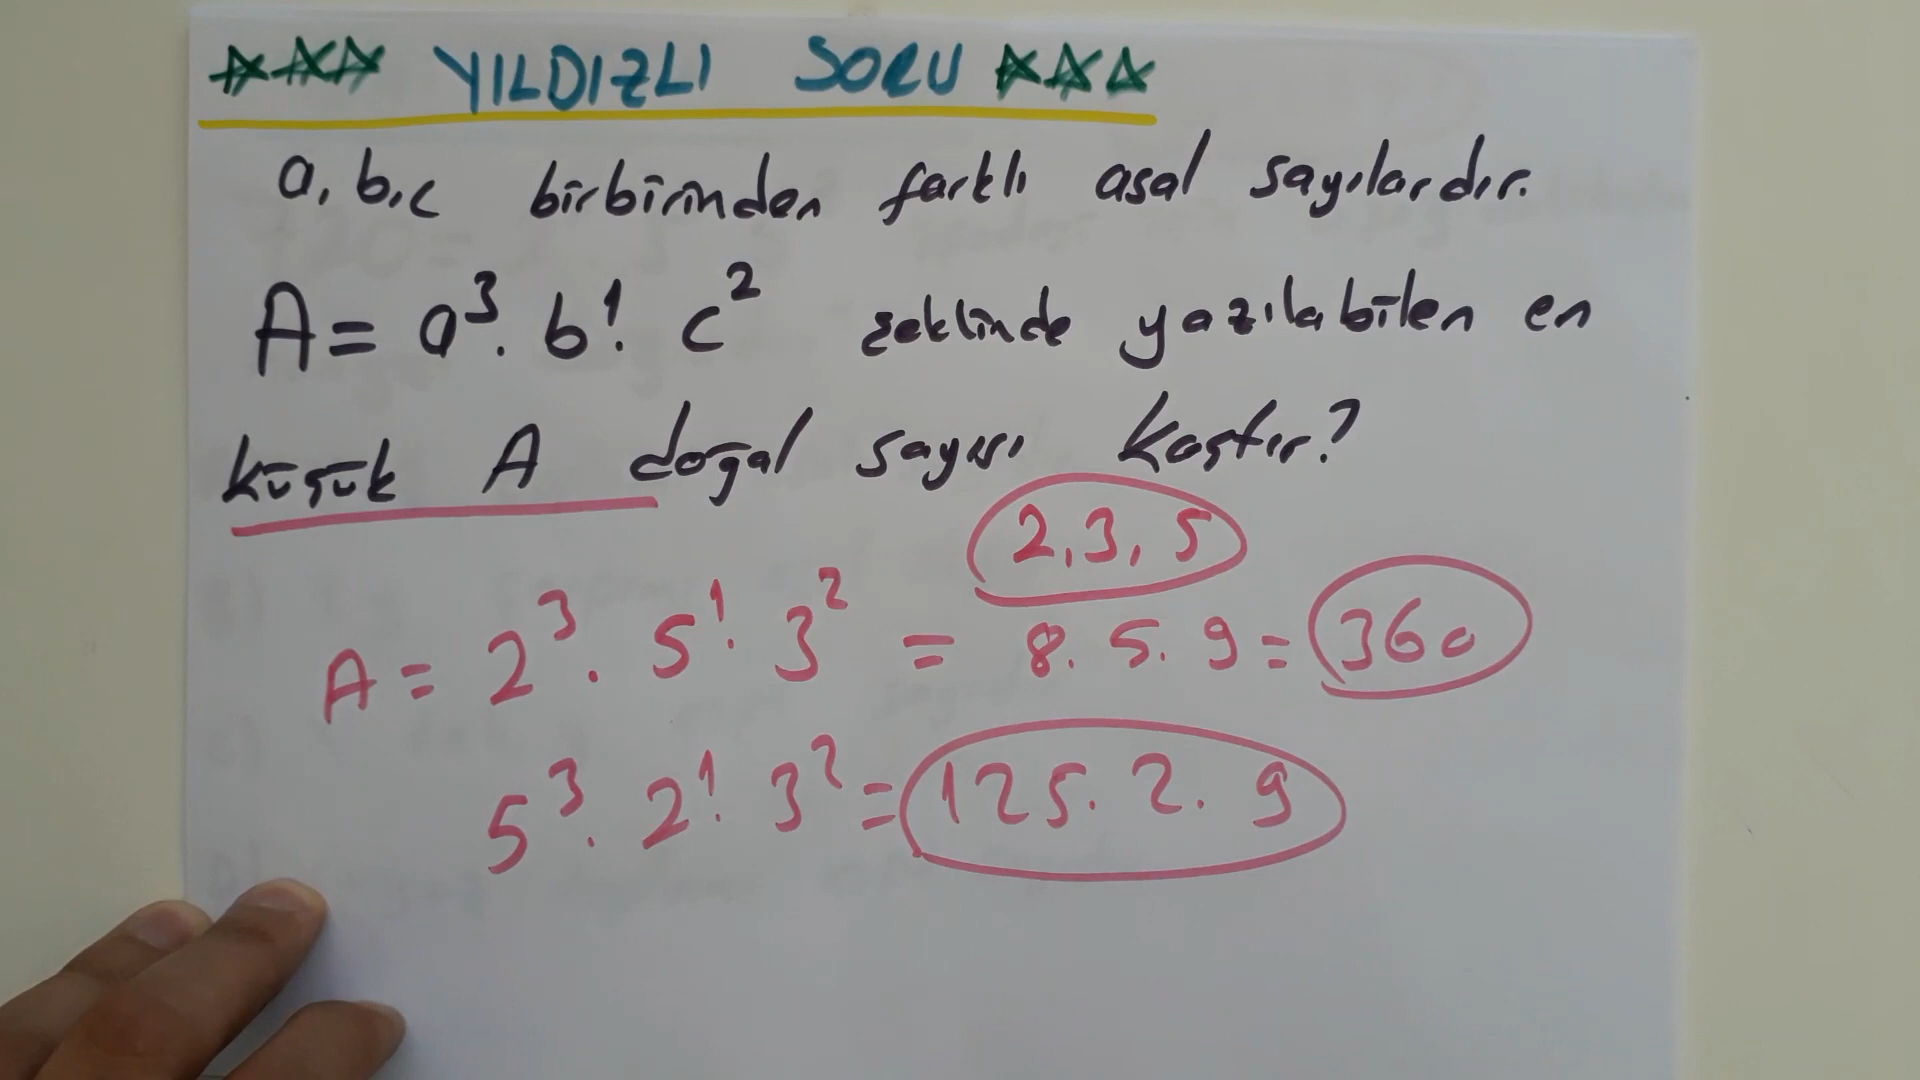 YILDIZLI SORU
a, b, c birbirinden farklı asal sayılardır.
A = a³ . b¹ . c² şeklinde yazılabilen en
küçük A doğal sayısı kaçtır?
2, 3, 5
A = 2³ . 5¹ . 3² = 8 . 5 . 9 = 360
5³ . 2¹ . 3² = 125 . 2 . 9